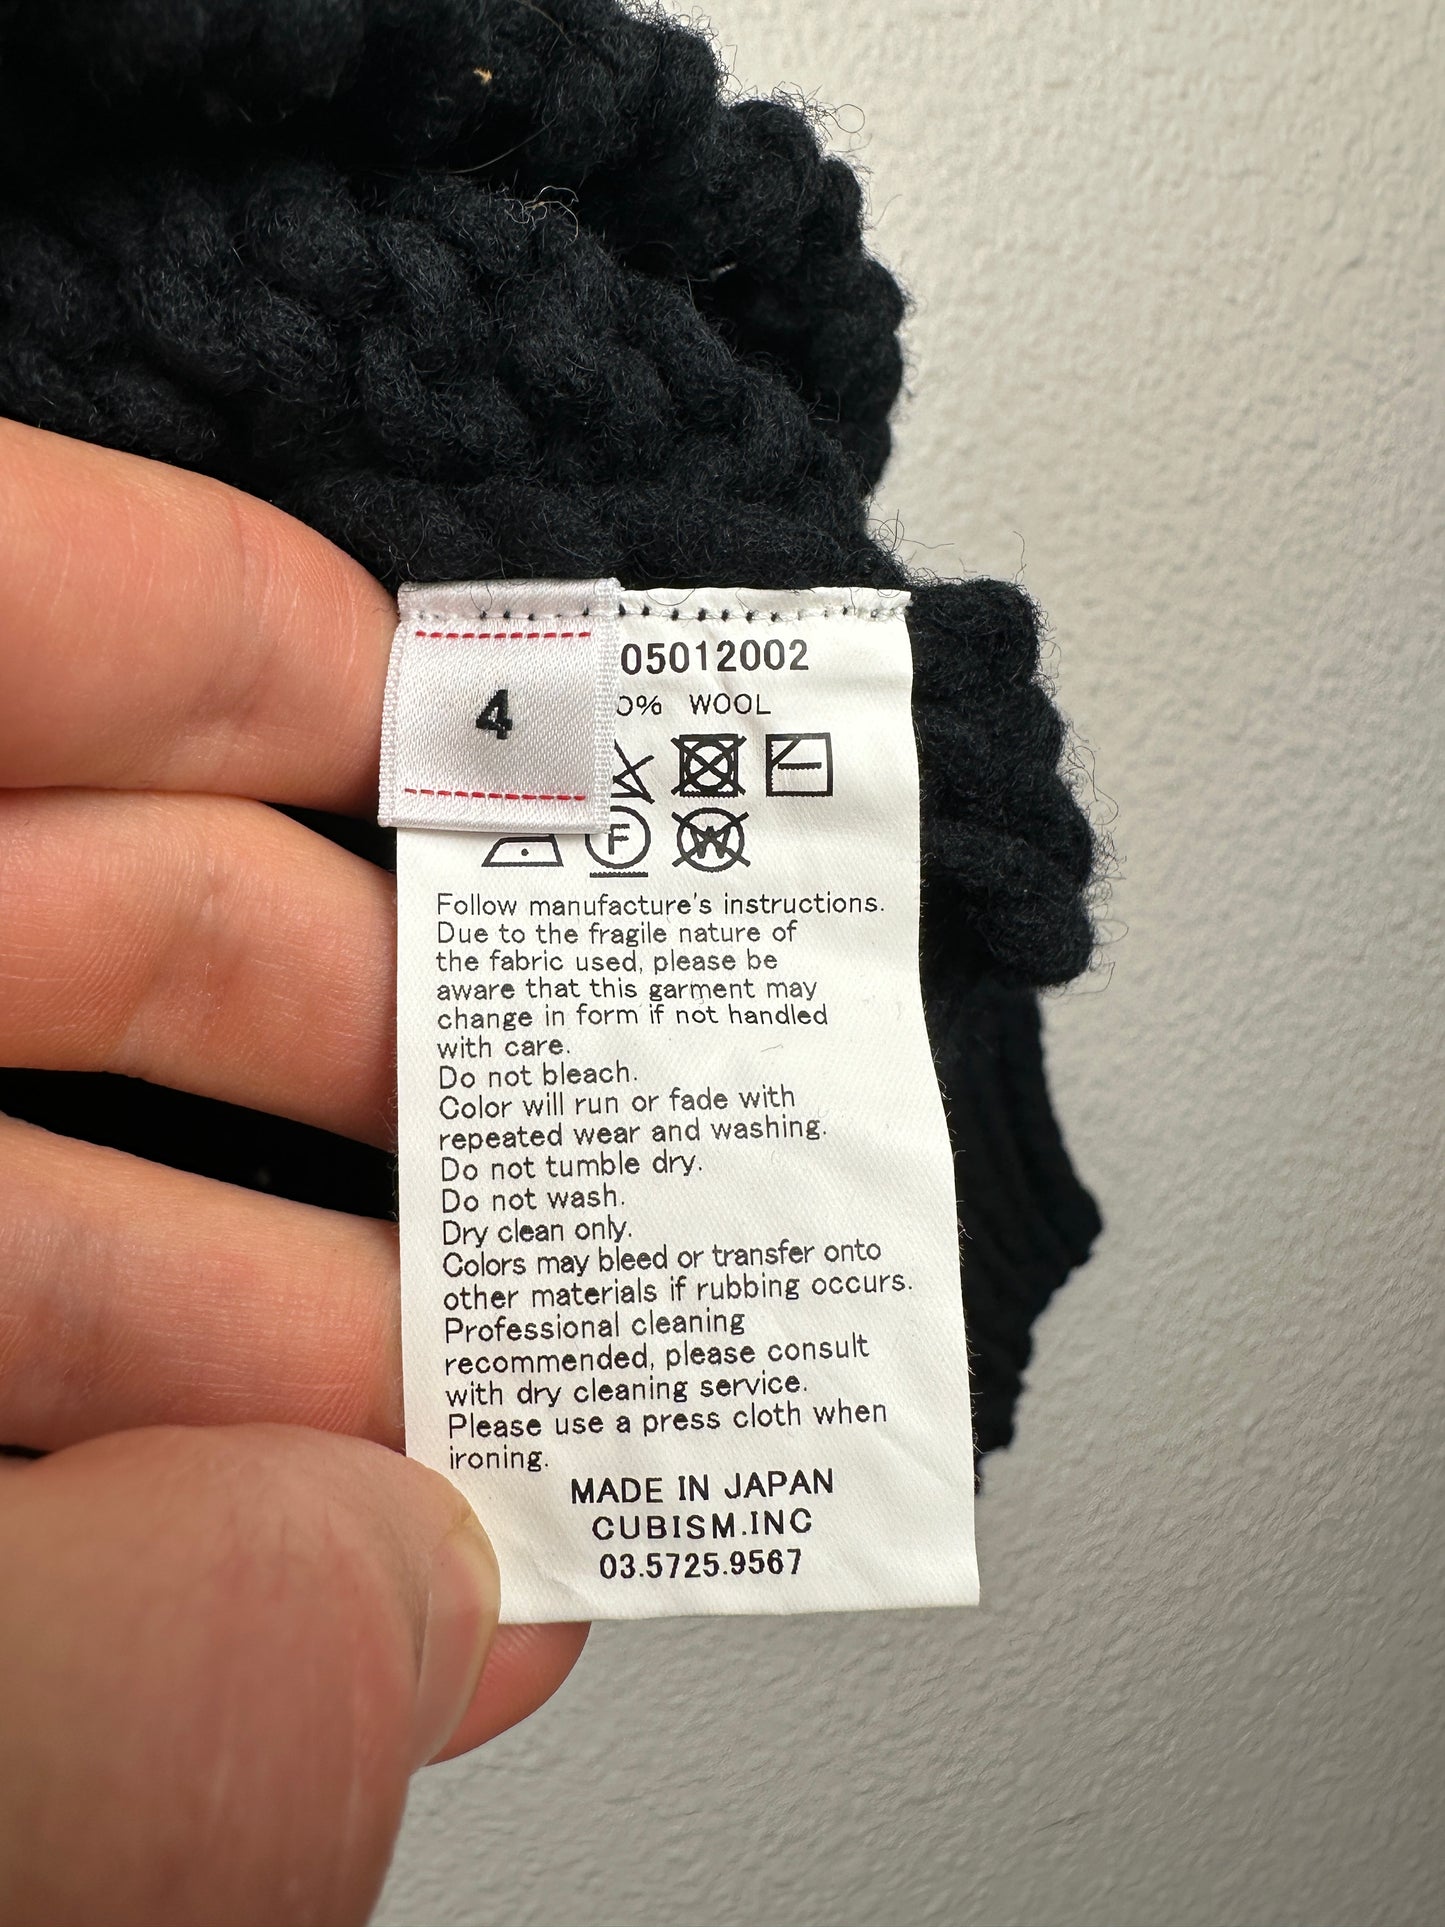 4
05012002
0% WOOL
F
W
Follow manufacture's instructions.
Due to the fragile nature of
the fabric used, please be
aware that this garment may
change in form if not handled
with care.
Do not bleach.
Color will run or fade with
repeated wear and washing.
Do not tumble dry.
Do not wash.
Dry clean only.
Colors may bleed or transfer onto
other materials if rubbing occurs.
Professional cleaning
recommended, please consult
with dry cleaning service.
Please use a press cloth when
ironing.
MADE IN JAPAN
CUBISM.INC
03.5725.9567